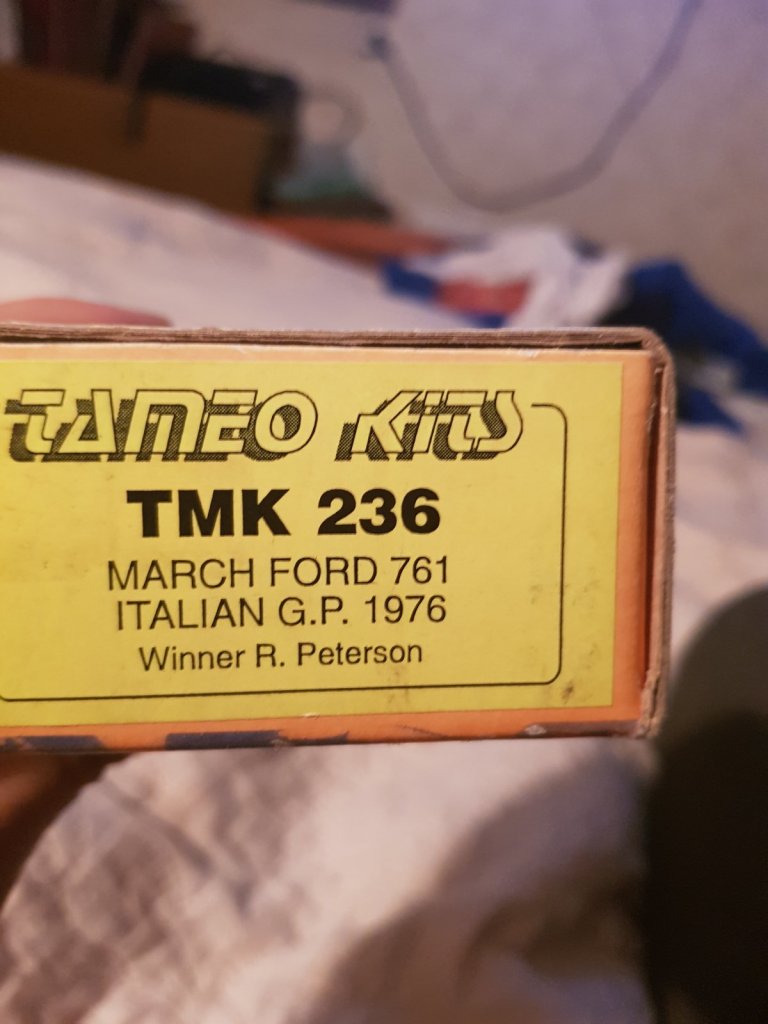 TAMEO KITS
TMK 236
MARCH FORD 761
ITALIAN G.P. 1976
Winner R. Peterson